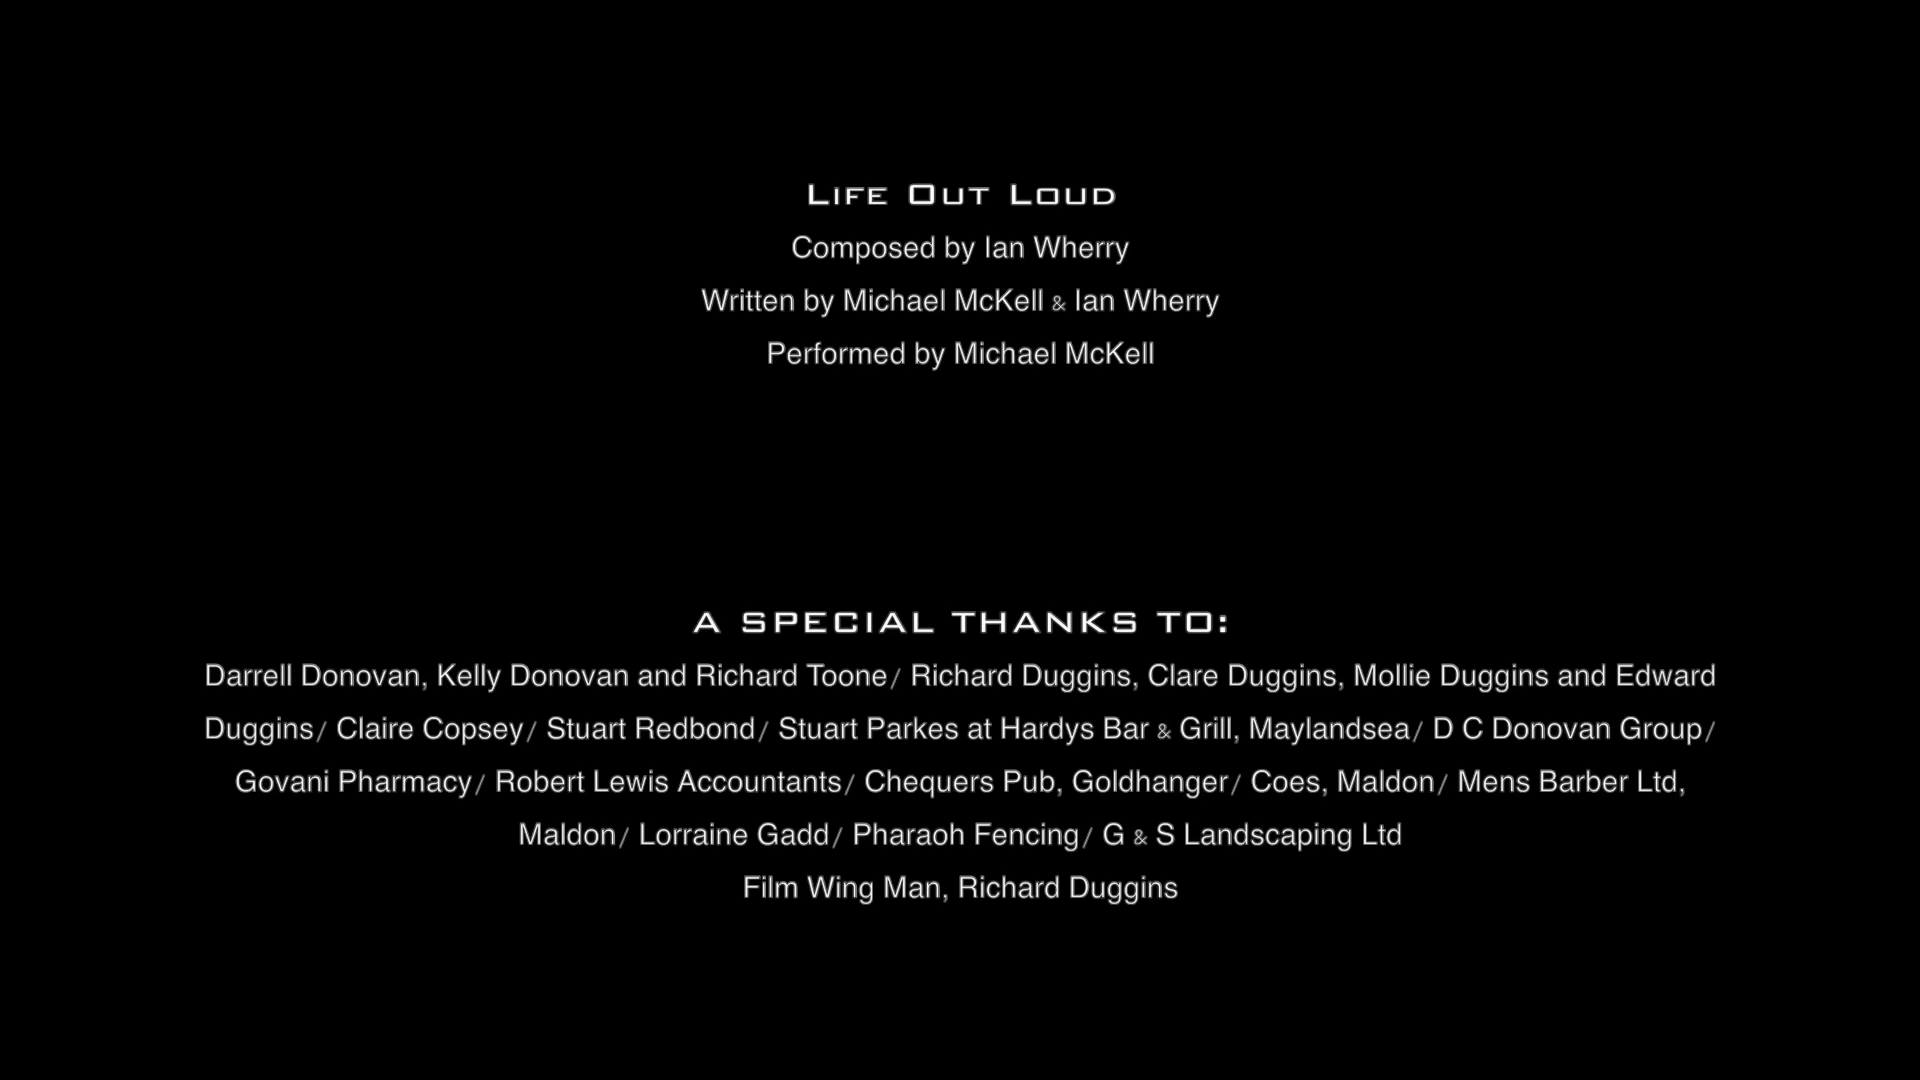 Life Out Loud
Composed by Ian Wherry
Written by Michael McKell & Ian Wherry
Performed by Michael McKell
A SPECIAL THANKS TO:
Darrell Donovan, Kelly Donovan and Richard Toone/ Richard Duggins, Clare Duggins, Mollie Duggins and Edward
Duggins/ Claire Copsey/ Stuart Redbond/ Stuart Parkes at Hardys Bar & Grill, Maylandsea/ D C Donovan Group/
Govani Pharmacy/ Robert Lewis Accountants/ Chequers Pub, Goldhanger/ Coes, Maldon/ Mens Barber Ltd,
Maldon/ Lorraine Gadd/ Pharaoh Fencing/ G & S Landscaping Ltd
Film Wing Man, Richard Duggins